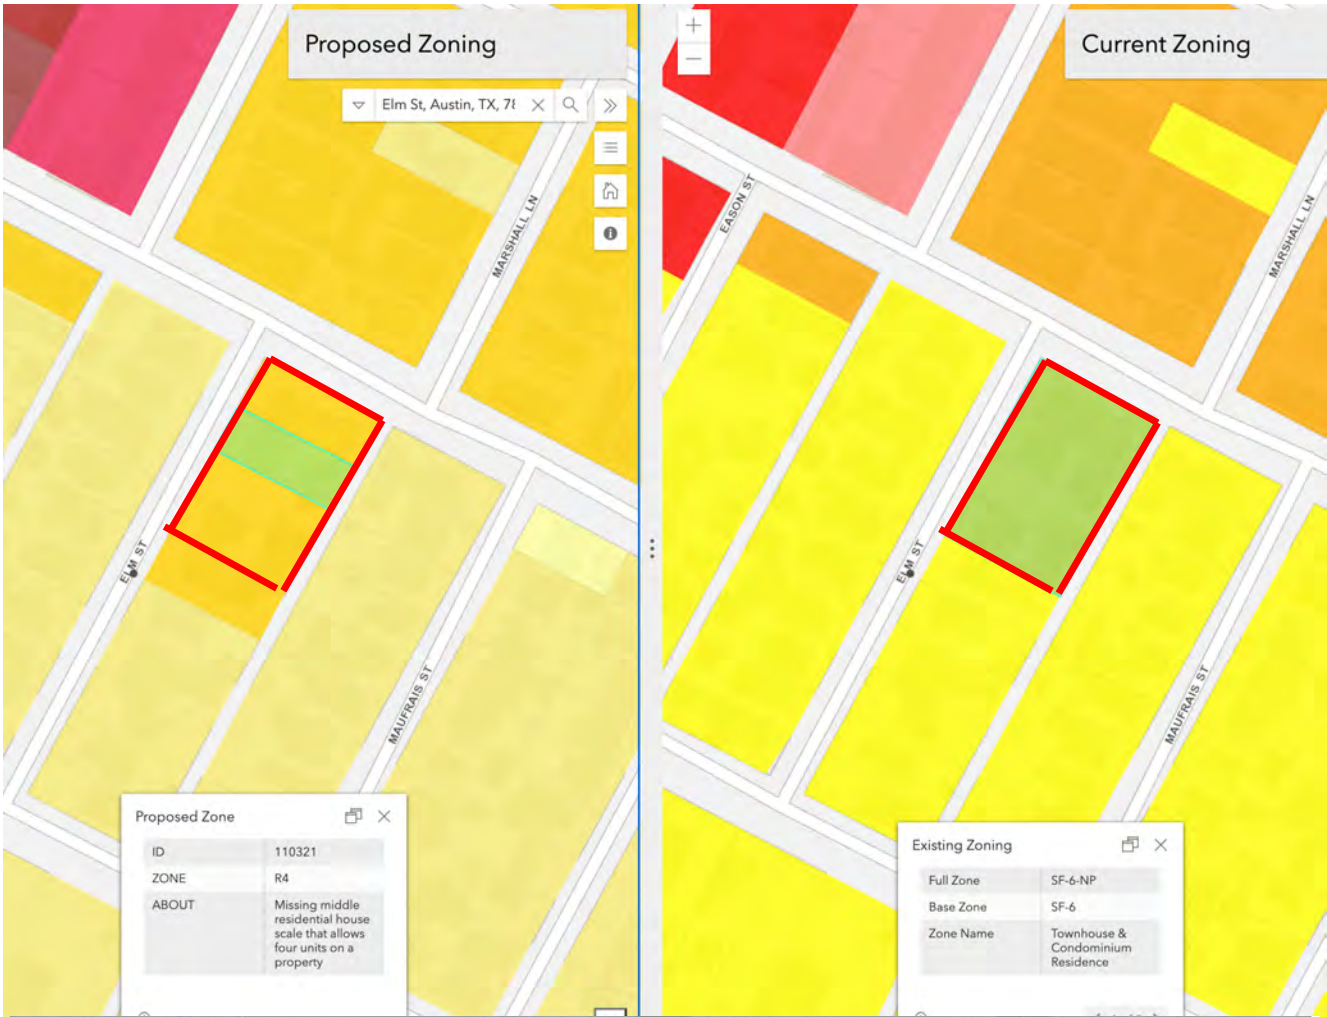 Proposed Zoning
Elm St, Austin, TX, 78
MARSHALL LN
ELM ST
MAUFRAIS ST
Proposed Zone
ID 110321
ZONE R4
ABOUT Missing middle
residential house
scale that allows
four units on a
property
Current Zoning
EASON ST
MARSHALL LN
ELM ST
MAUFRAIS ST
Existing Zoning
Full Zone SF-6-NP
Base Zone SF-6
Zone Name Townhouse &
Condominium
Residence